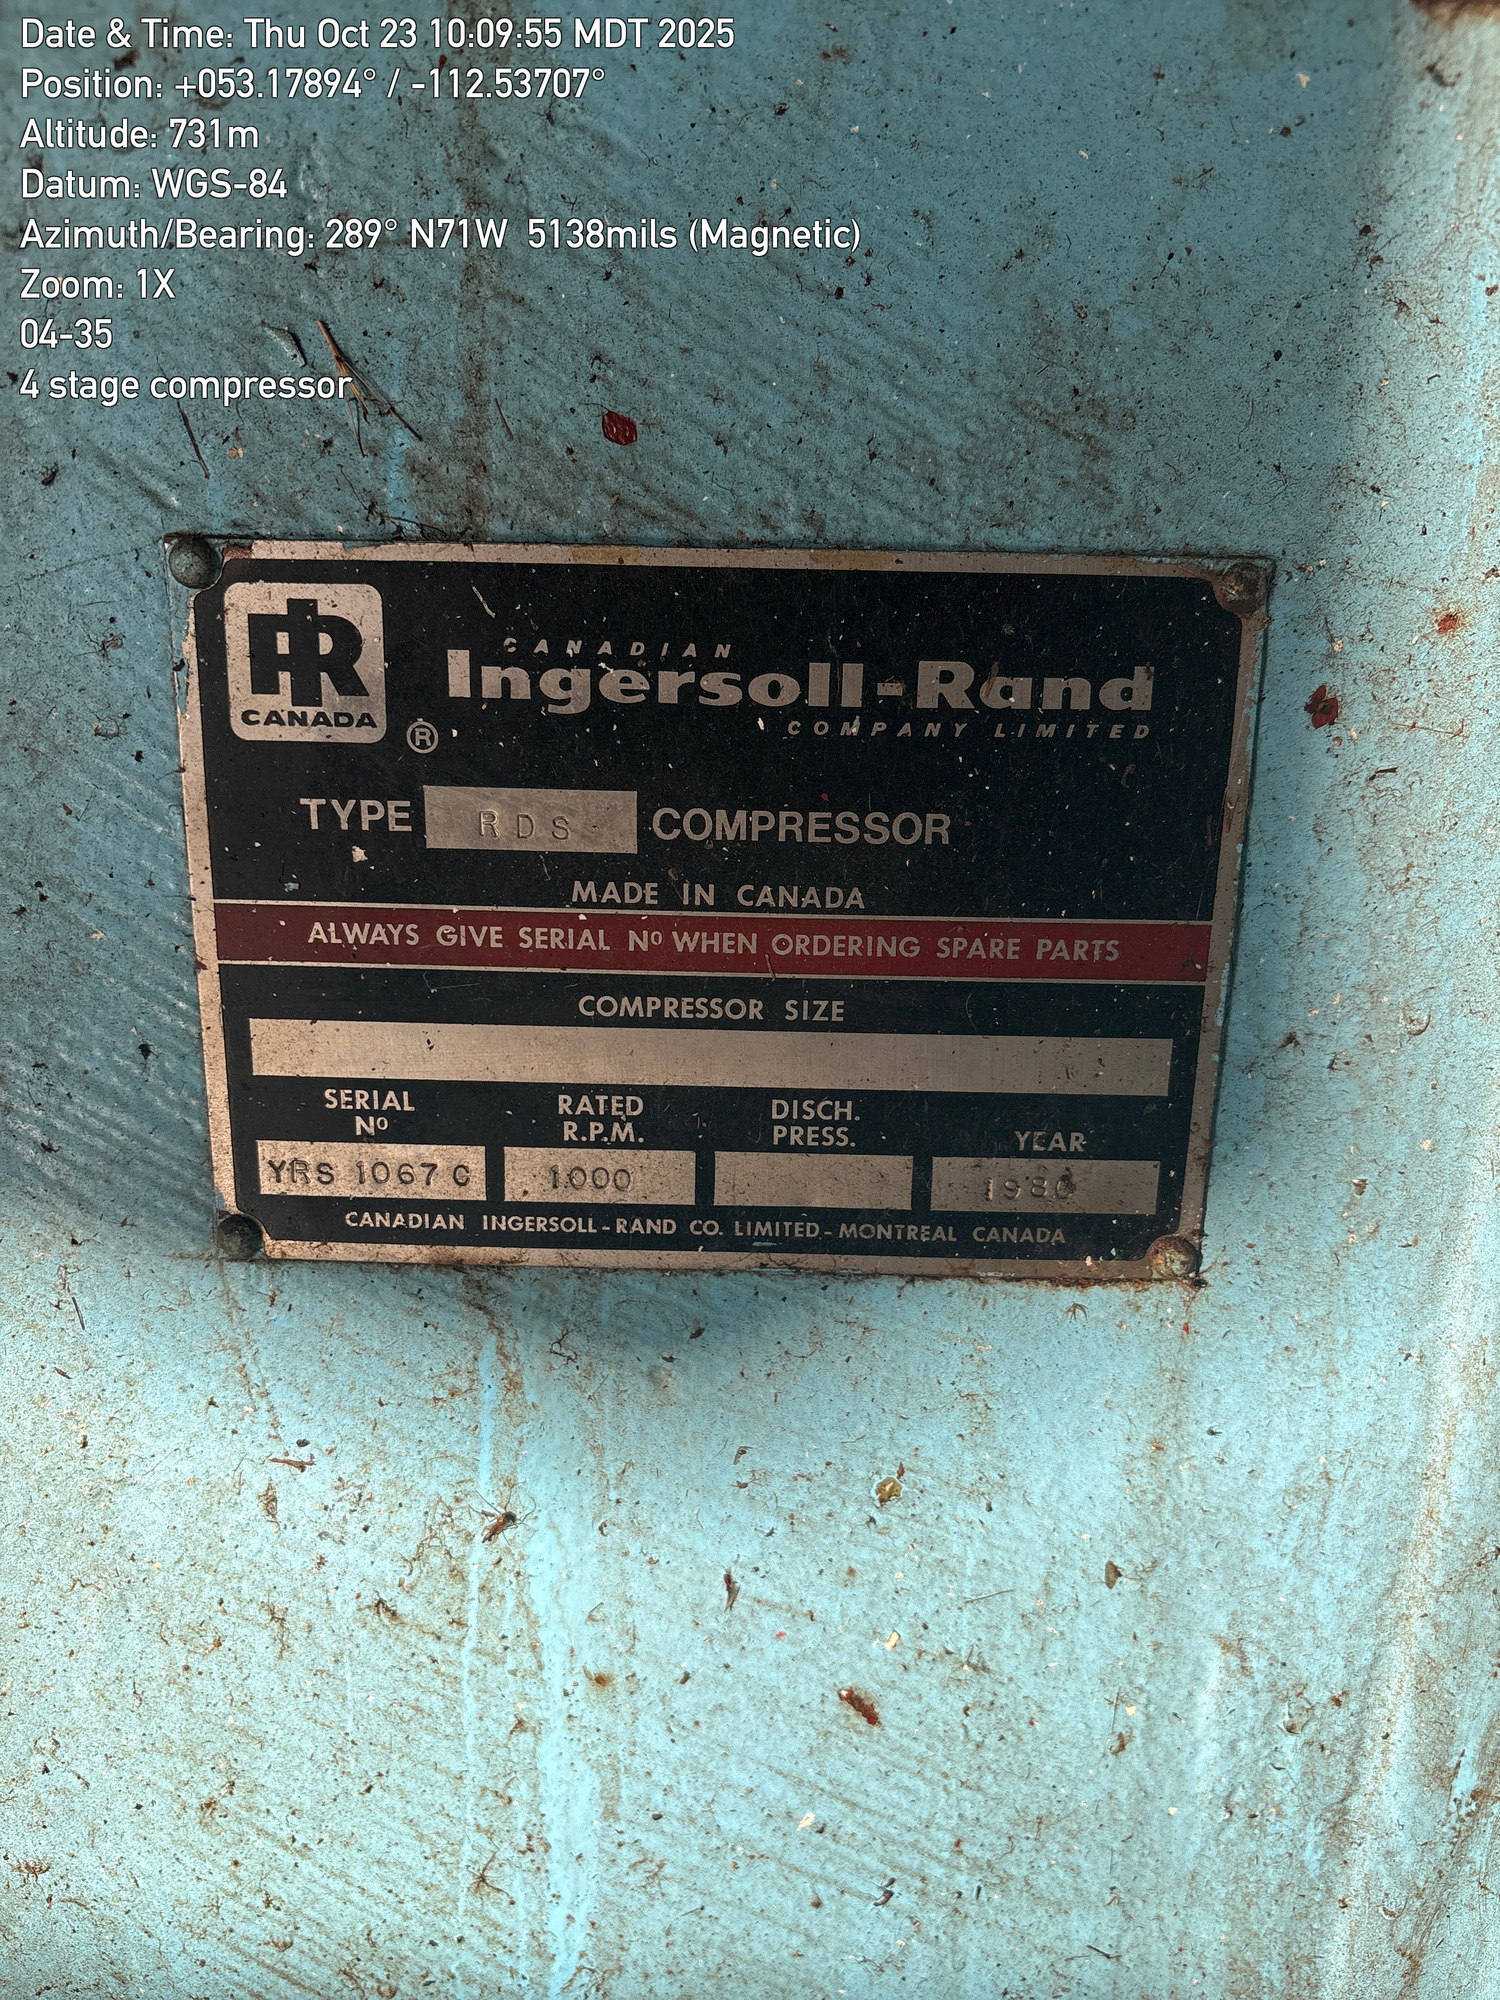 Date & Time: Thu Oct 23 10:09:55 MDT 2025
Position: +053.17894° / -112.53707°
Altitude: 731m
Datum: WGS-84
Azimuth/Bearing: 289° N71W 5138mils (Magnetic)
Zoom: 1X
04-35
4 stage compressor
IR
CANADA
®
CANADIAN
Ingersoll-Rand
COMPANY LIMITED
TYPE RDS COMPRESSOR
MADE IN CANADA
ALWAYS GIVE SERIAL Nº WHEN ORDERING SPARE PARTS
COMPRESSOR SIZE
SERIAL Nº RATED R.P.M. DISCH. PRESS. YEAR
YRS 1067 C 1000 1980
CANADIAN INGERSOLL-RAND CO. LIMITED - MONTREAL CANADA